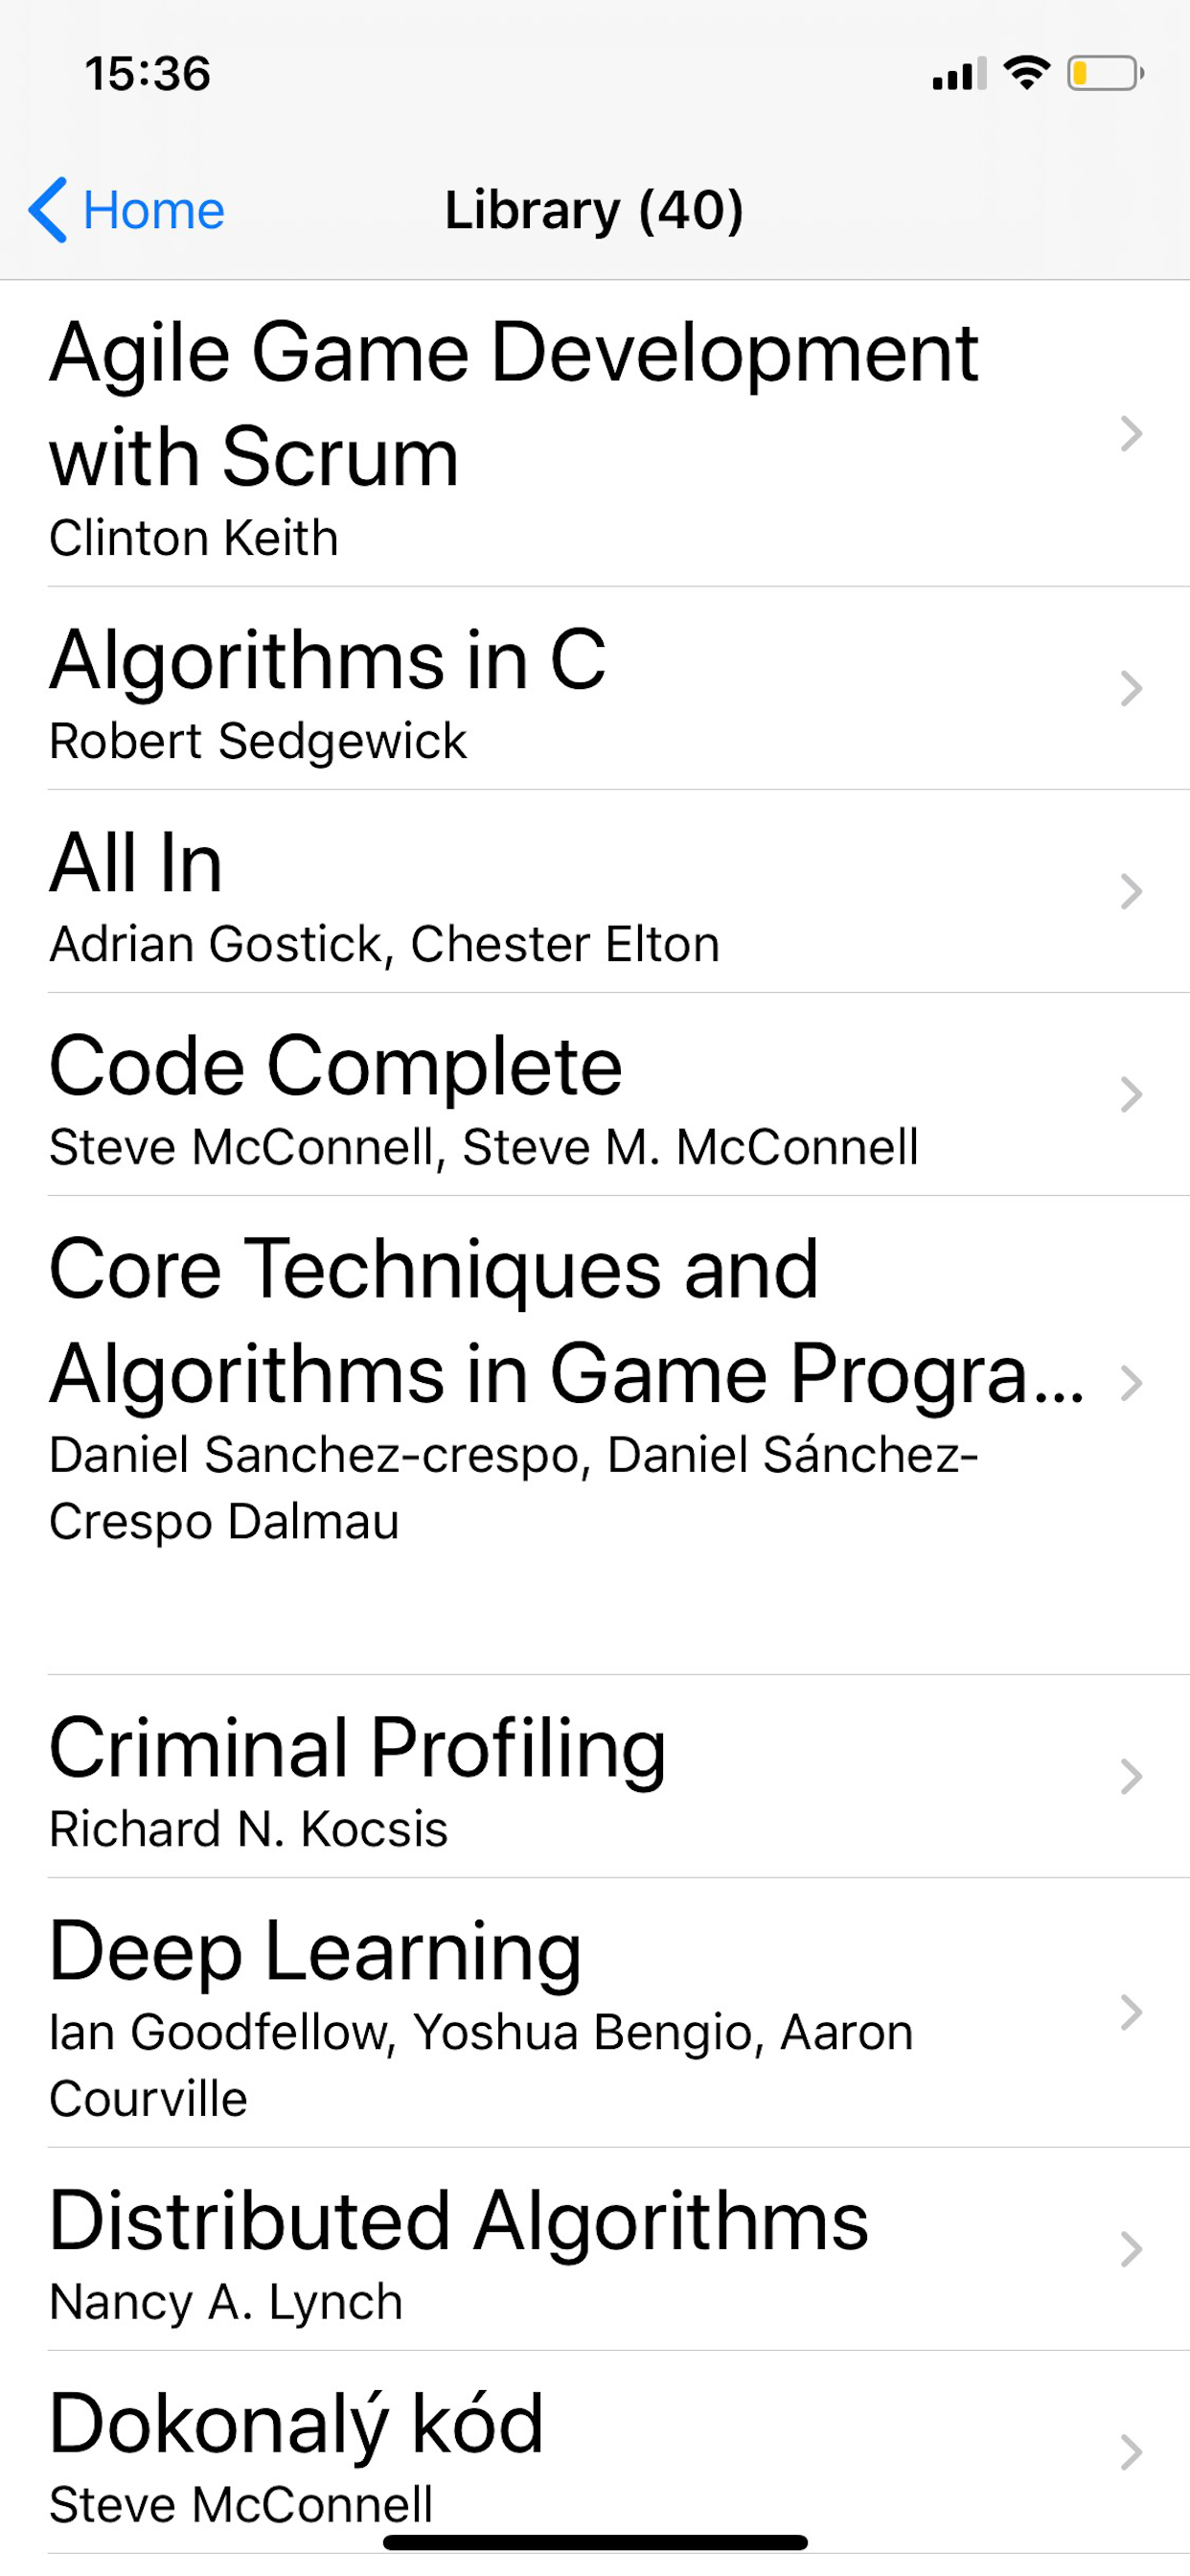 15:36
Home
Library (40)
Agile Game Development
with Scrum
Clinton Keith
Algorithms in C
Robert Sedgewick
All In
Adrian Gostick, Chester Elton
Code Complete
Steve McConnell, Steve M. McConnell
Core Techniques and
Algorithms in Game Progra...
Daniel Sanchez-crespo, Daniel Sánchez-
Crespo Dalmau
Criminal Profiling
Richard N. Kocsis
Deep Learning
Ian Goodfellow, Yoshua Bengio, Aaron
Courville
Distributed Algorithms
Nancy A. Lynch
Dokonalý kód
Steve McConnell